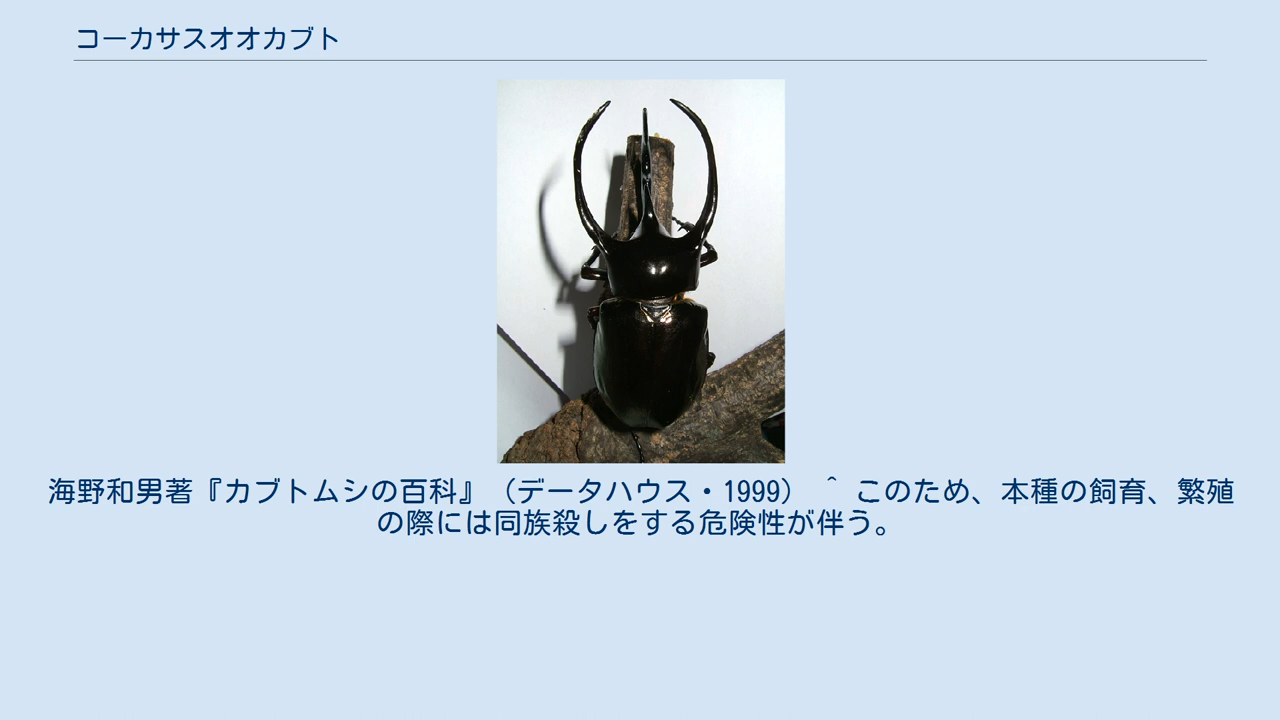 コーカサスオオカブト
海野和男著『カブトムシの百科』（データハウス・1999） ＾ このため、本種の飼育、繁殖
の際には同族殺しをする危険性が伴う。